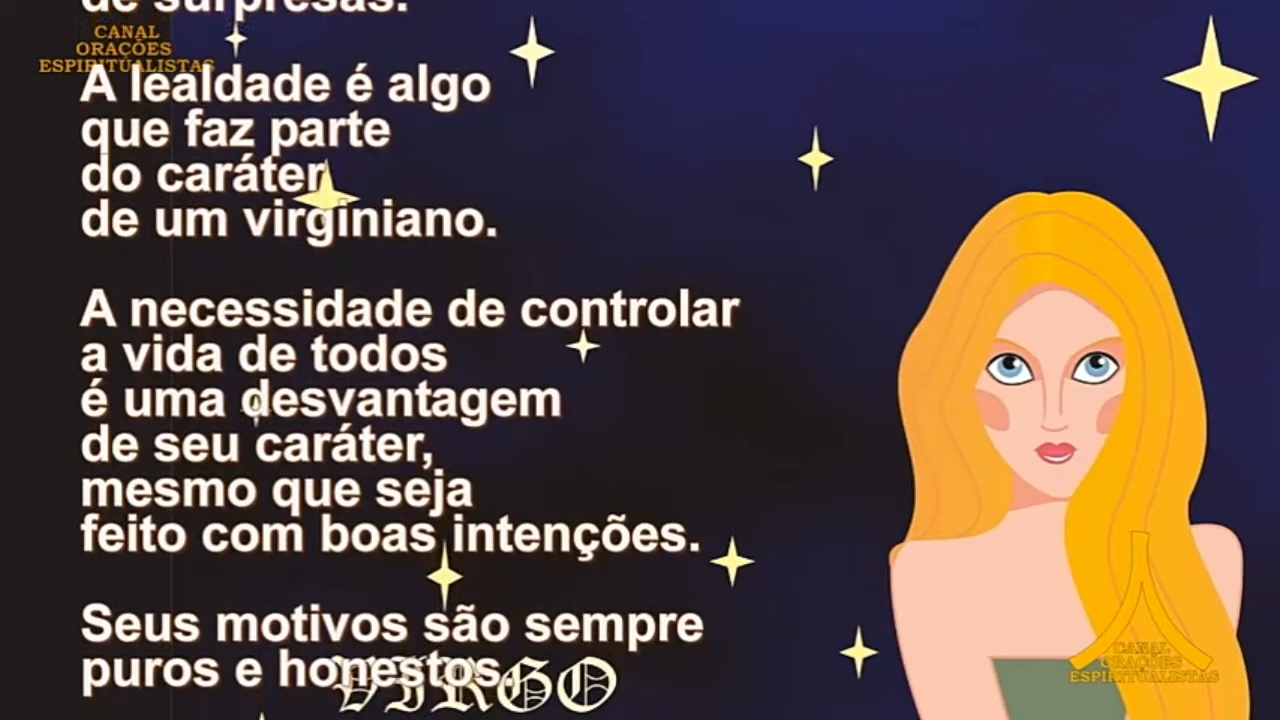 de surpresas.
CANAL
ORAÇÕES
ESPIRITUALISTAS
A lealdade é algo
que faz parte
do caráter
de um virginiano.
A necessidade de controlar
a vida de todos
é uma desvantagem
de seu caráter,
mesmo que seja
feito com boas intenções.
Seus motivos são sempre
puros e honestos.
VIRGO
CANAL
ORAÇÕES
ESPIRITUALISTAS